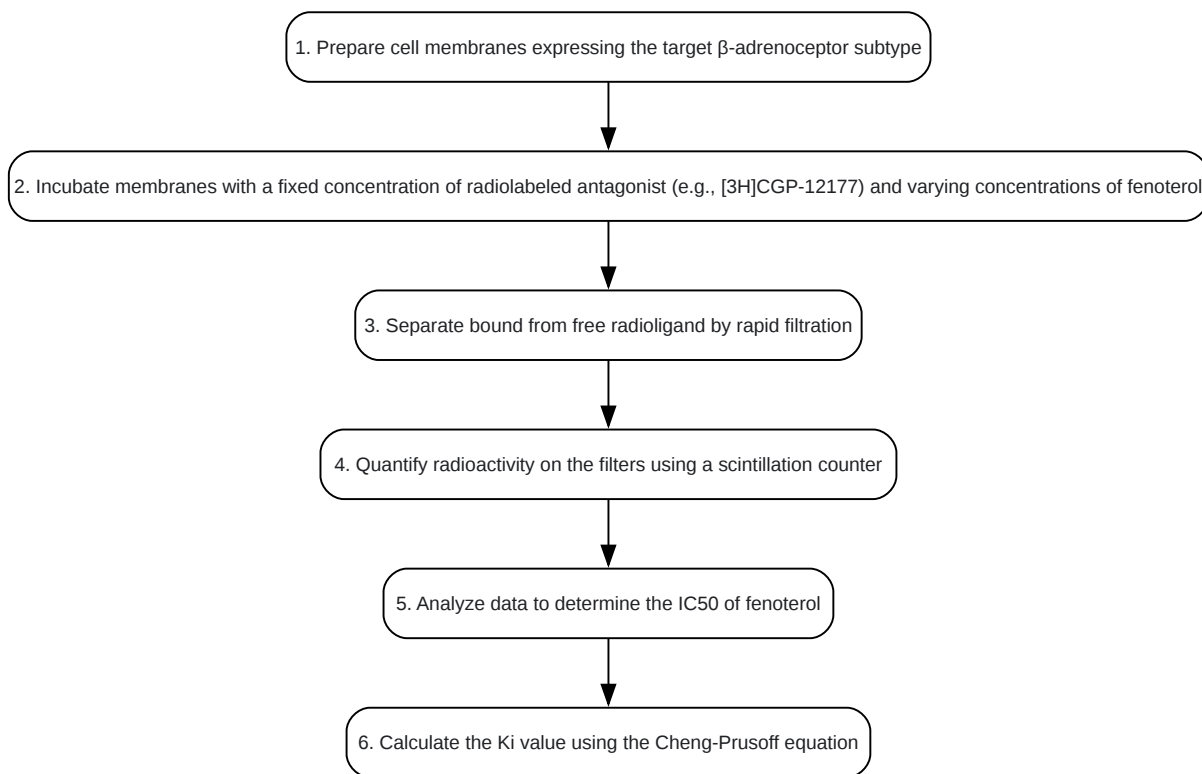 1. Prepare cell membranes expressing the target β-adrenoceptor subtype
2. Incubate membranes with a fixed concentration of radiolabeled antagonist (e.g., [3H]CGP-12177) and varying concentrations of fenoterol
3. Separate bound from free radioligand by rapid filtration
4. Quantify radioactivity on the filters using a scintillation counter
5. Analyze data to determine the IC50 of fenoterol
6. Calculate the Ki value using the Cheng-Prusoff equation